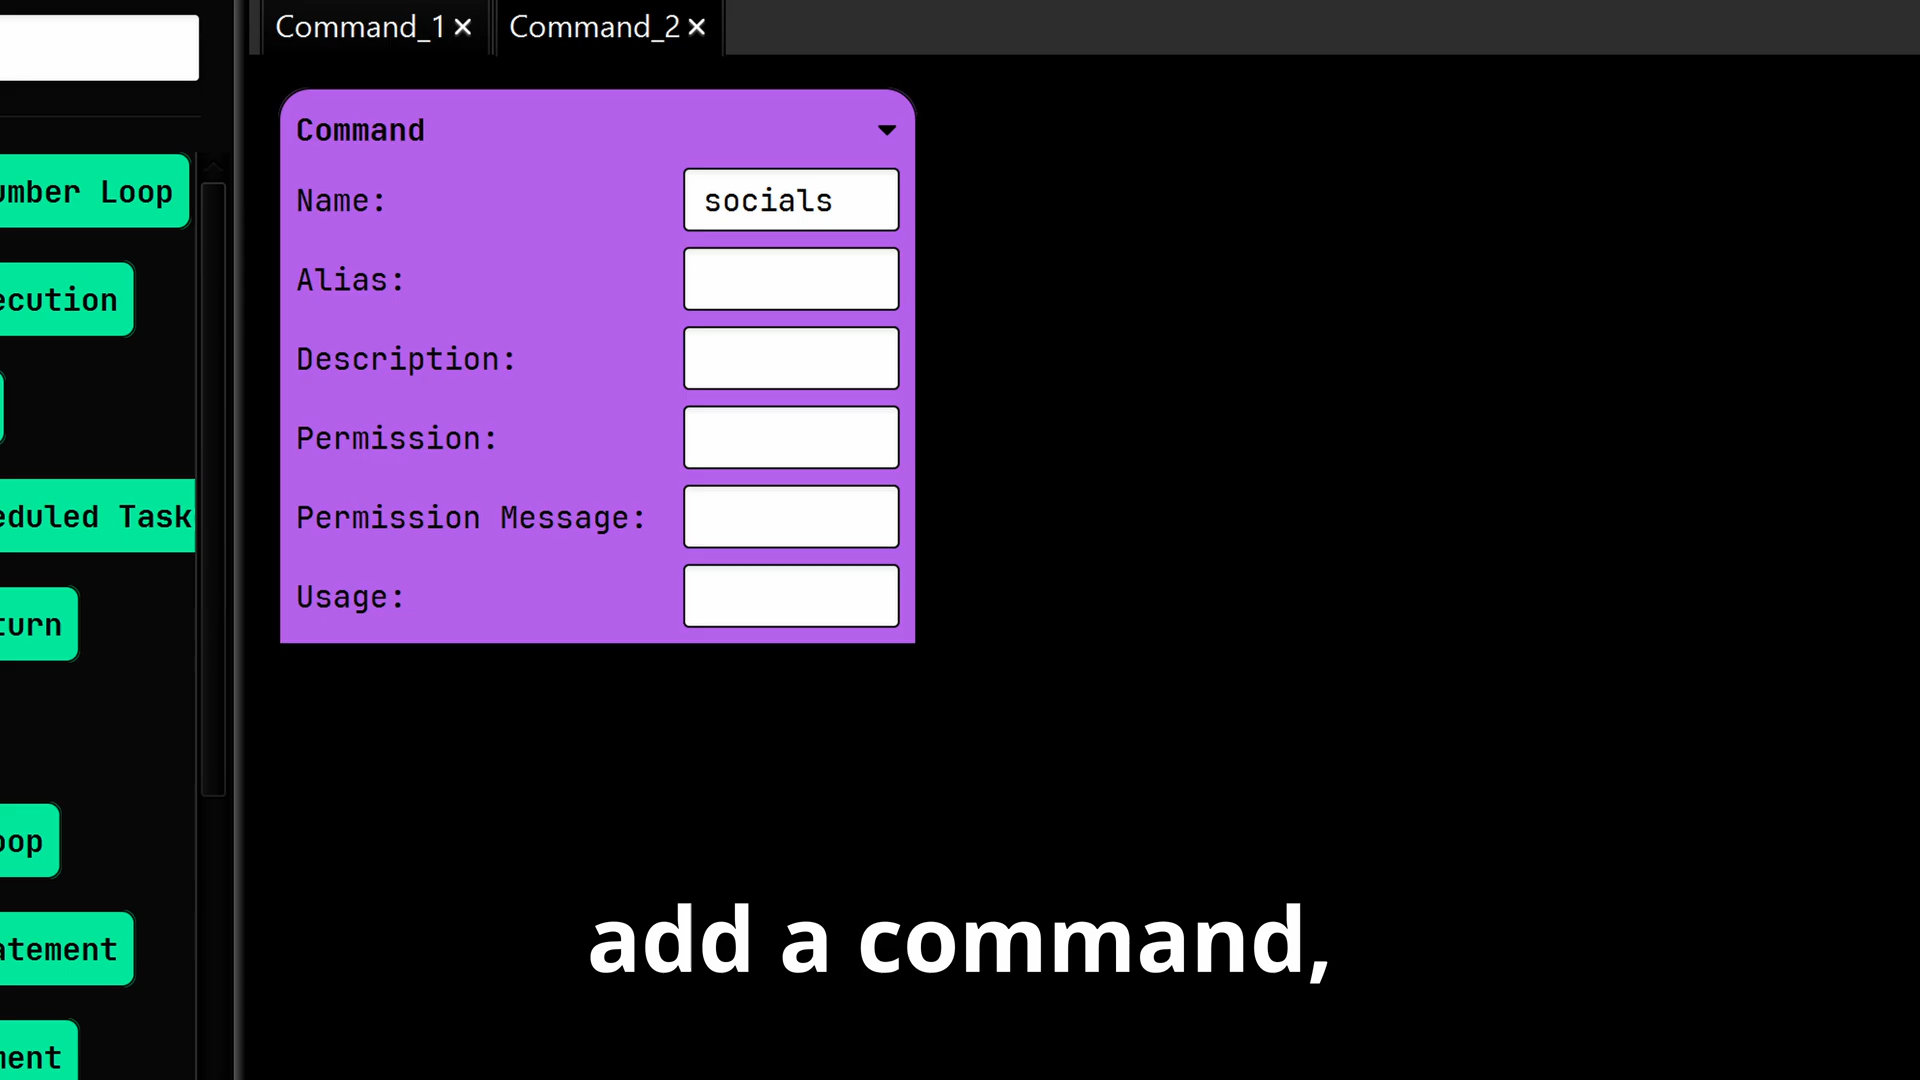 Command_1 ×
Command_2 ×
umber Loop
ecution
eduled Task
turn
oop
atement
ment
Command
Name: socials
Alias:
Description:
Permission:
Permission Message:
Usage:
add a command,